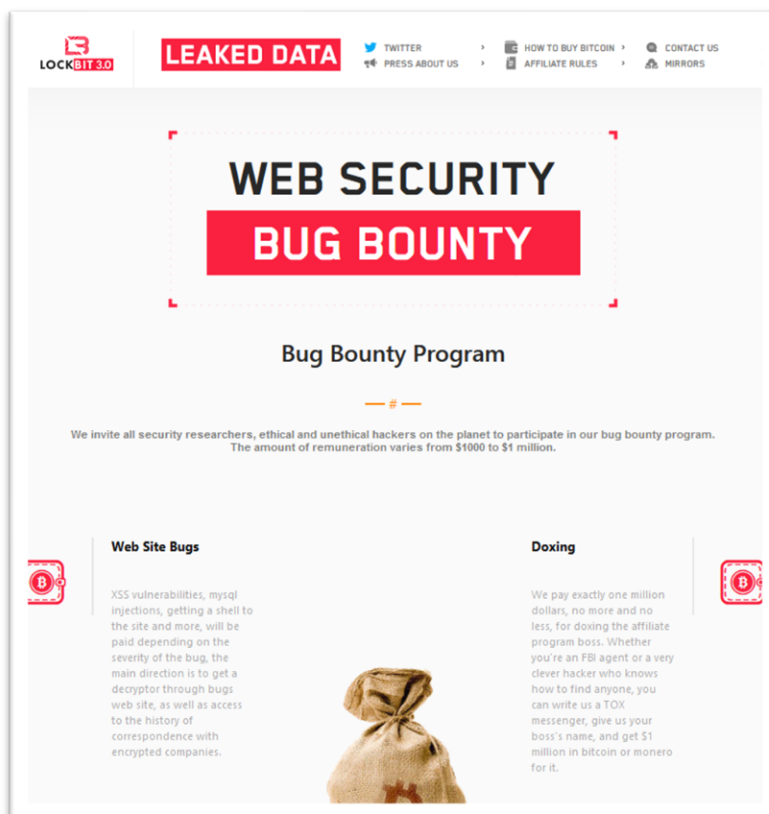 LOCKBIT 3.0
LEAKED DATA
TWITTER >
PRESS ABOUT US >
HOW TO BUY BITCOIN >
AFFILIATE RULES >
CONTACT US
MIRRORS
WEB SECURITY
BUG BOUNTY
Bug Bounty Program
#
We invite all security researchers, ethical and unethical hackers on the planet to participate in our bug bounty program.
The amount of remuneration varies from $1000 to $1 million.
Web Site Bugs
XSS vulnerabilities, mysql
injections, getting a shell to
the site and more, will be
paid depending on the
severity of the bug, the
main direction is to get a
decryptor through bugs
web site, as well as access
to the history of
correspondence with
encrypted companies.
Doxing
We pay exactly one million
dollars, no more and no
less, for doxing the affiliate
program boss. Whether
you're an FBI agent or a very
clever hacker who knows
how to find anyone, you
can write us a TOX
messenger, give us your
boss's name, and get $1
million in bitcoin or monero
for it.